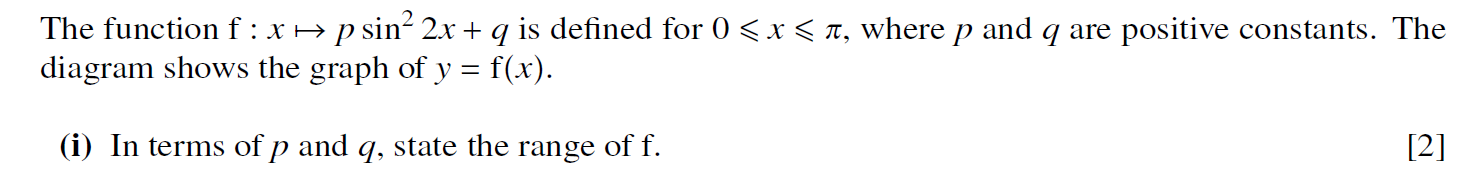 The function f : x ↦ p sin² 2x + q is defined for 0 ⩽ x ⩽ π, where p and q are positive constants. The
diagram shows the graph of y = f(x).
(i) In terms of p and q, state the range of f. [2]